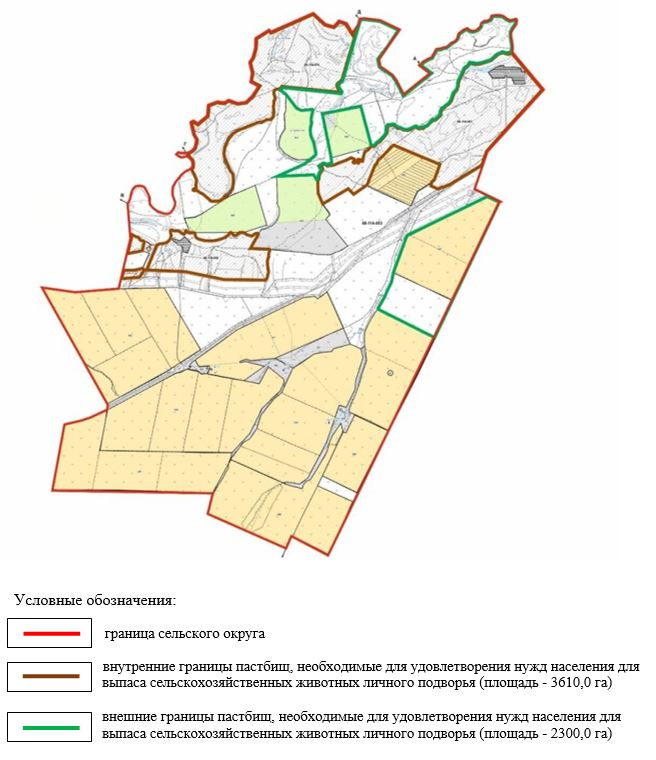 Условные обозначения:
граница сельского округа
внутренние границы пастбищ, необходимые для удовлетворения нужд населения для
выпаса сельскохозяйственных животных личного подворья (площадь - 3610,0 га)
внешние границы пастбищ, необходимые для удовлетворения нужд населения для
выпаса сельскохозяйственных животных личного подворья (площадь - 2300,0 га)